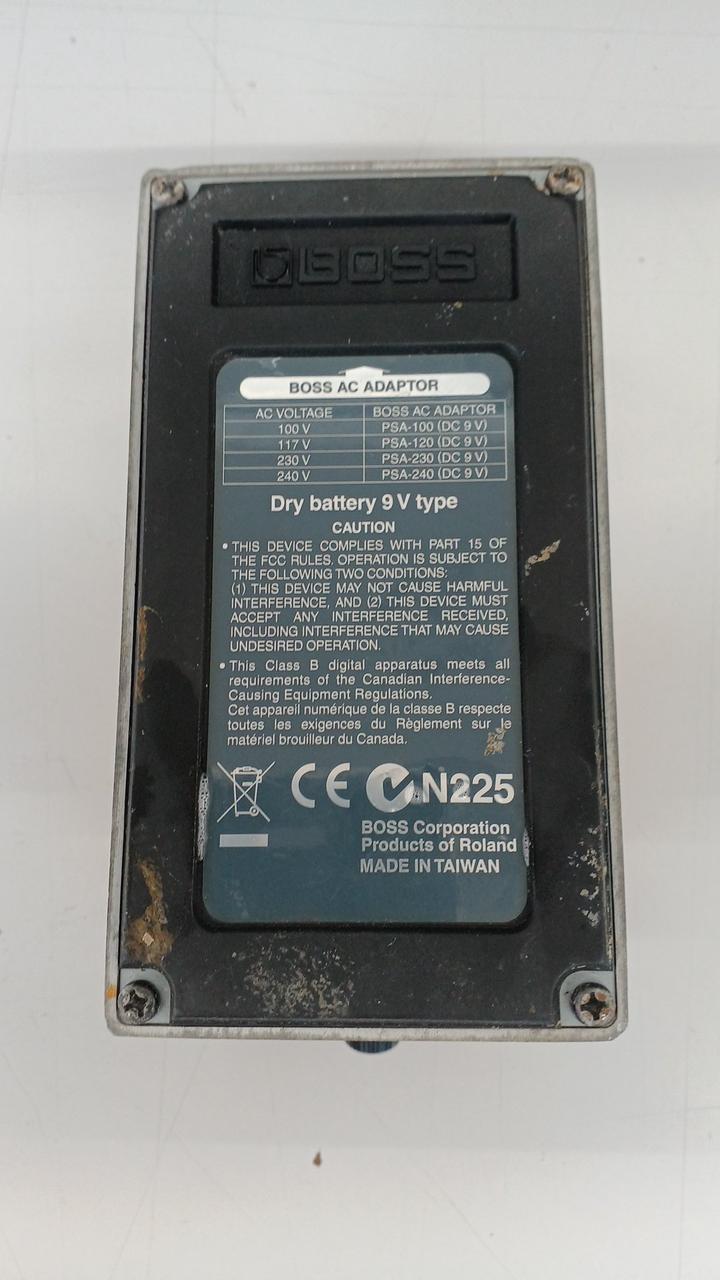 BOSS
BOSS AC ADAPTOR
AC VOLTAGE BOSS AC ADAPTOR
100 V PSA-100 (DC 9 V)
117 V PSA-120 (DC 9 V)
230 V PSA-230 (DC 9 V)
240 V PSA-240 (DC 9 V)
Dry battery 9 V type
CAUTION
• THIS DEVICE COMPLIES WITH PART 15 OF
THE FCC RULES. OPERATION IS SUBJECT TO
THE FOLLOWING TWO CONDITIONS:
(1) THIS DEVICE MAY NOT CAUSE HARMFUL
INTERFERENCE, AND (2) THIS DEVICE MUST
ACCEPT ANY INTERFERENCE RECEIVED,
INCLUDING INTERFERENCE THAT MAY CAUSE
UNDESIRED OPERATION.
• This Class B digital apparatus meets all
requirements of the Canadian Interference-
Causing Equipment Regulations.
Cet appareil numérique de la classe B respecte
toutes les exigences du Règlement sur le
matériel brouilleur du Canada.
CE N225
BOSS Corporation
Products of Roland
MADE IN TAIWAN